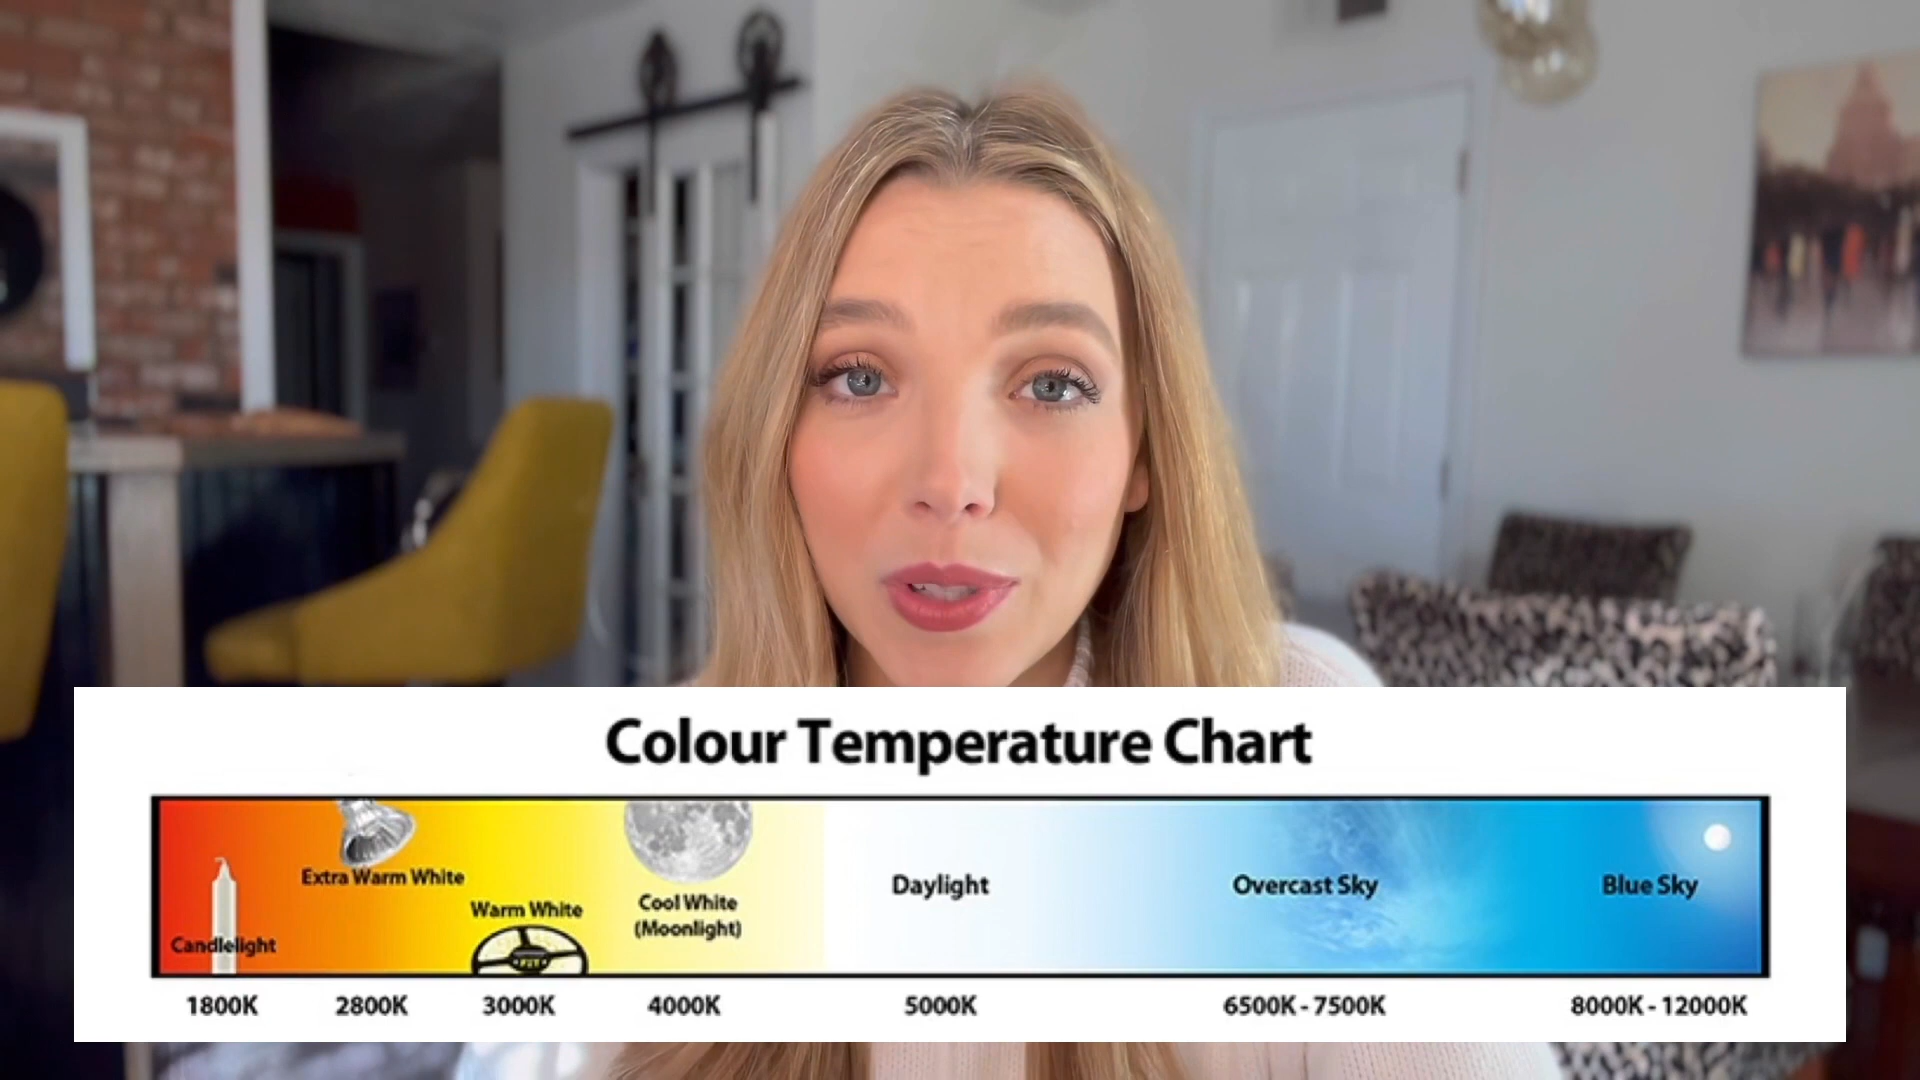 Colour Temperature Chart
Extra Warm White
Warm White
Cool White
(Moonlight)
Daylight
Overcast Sky
Blue Sky
Candlelight
1800K 2800K 3000K 4000K 5000K 6500K - 7500K 8000K - 12000K